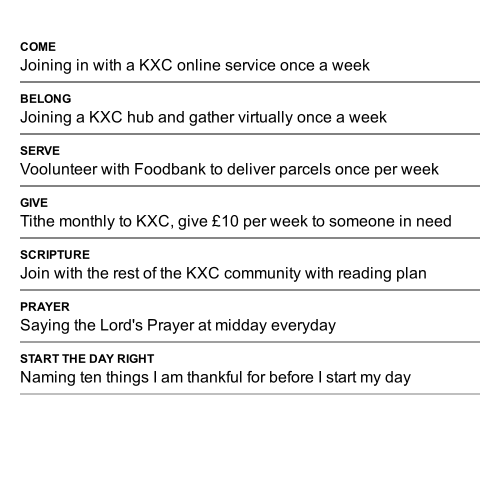 COME
Joining in with a KXC online service once a week
BELONG
Joining a KXC hub and gather virtually once a week
SERVE
Voolunteer with Foodbank to deliver parcels once per week
GIVE
Tithe monthly to KXC, give £10 per week to someone in need
SCRIPTURE
Join with the rest of the KXC community with reading plan
PRAYER
Saying the Lord's Prayer at midday everyday
START THE DAY RIGHT
Naming ten things I am thankful for before I start my day